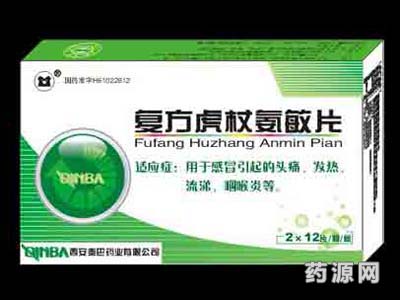 国药准字H61022812
复方虎杖氨敏片
Fufang Huzhang Anmin Pian
适应症：用于感冒引起的头痛、发热、
流涕、咽喉炎等。
QINBA
2×12片/板/盒
QINBA 西安秦巴药业有限公司
药源网